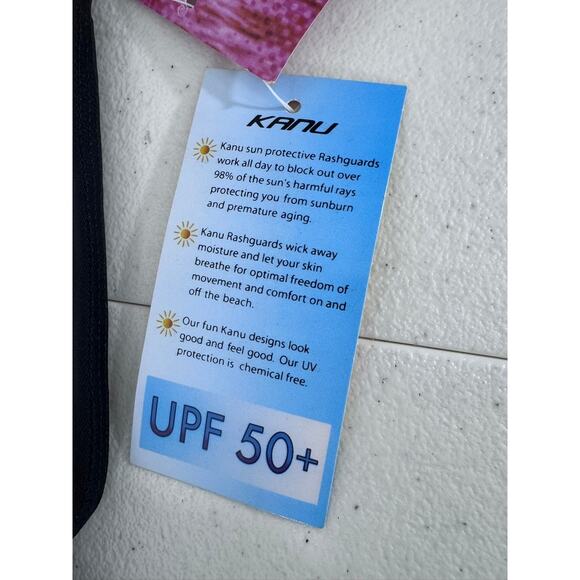 KANU
Kanu sun protective Rashguards
work all day to block out over
98% of the sun's harmful rays
protecting you from sunburn
and premature aging.
Kanu Rashguards wick away
moisture and let your skin
breathe for optimal freedom of
movement and comfort on and
off the beach.
Our fun Kanu designs look
good and feel good. Our UV
protection is chemical free.
UPF 50+